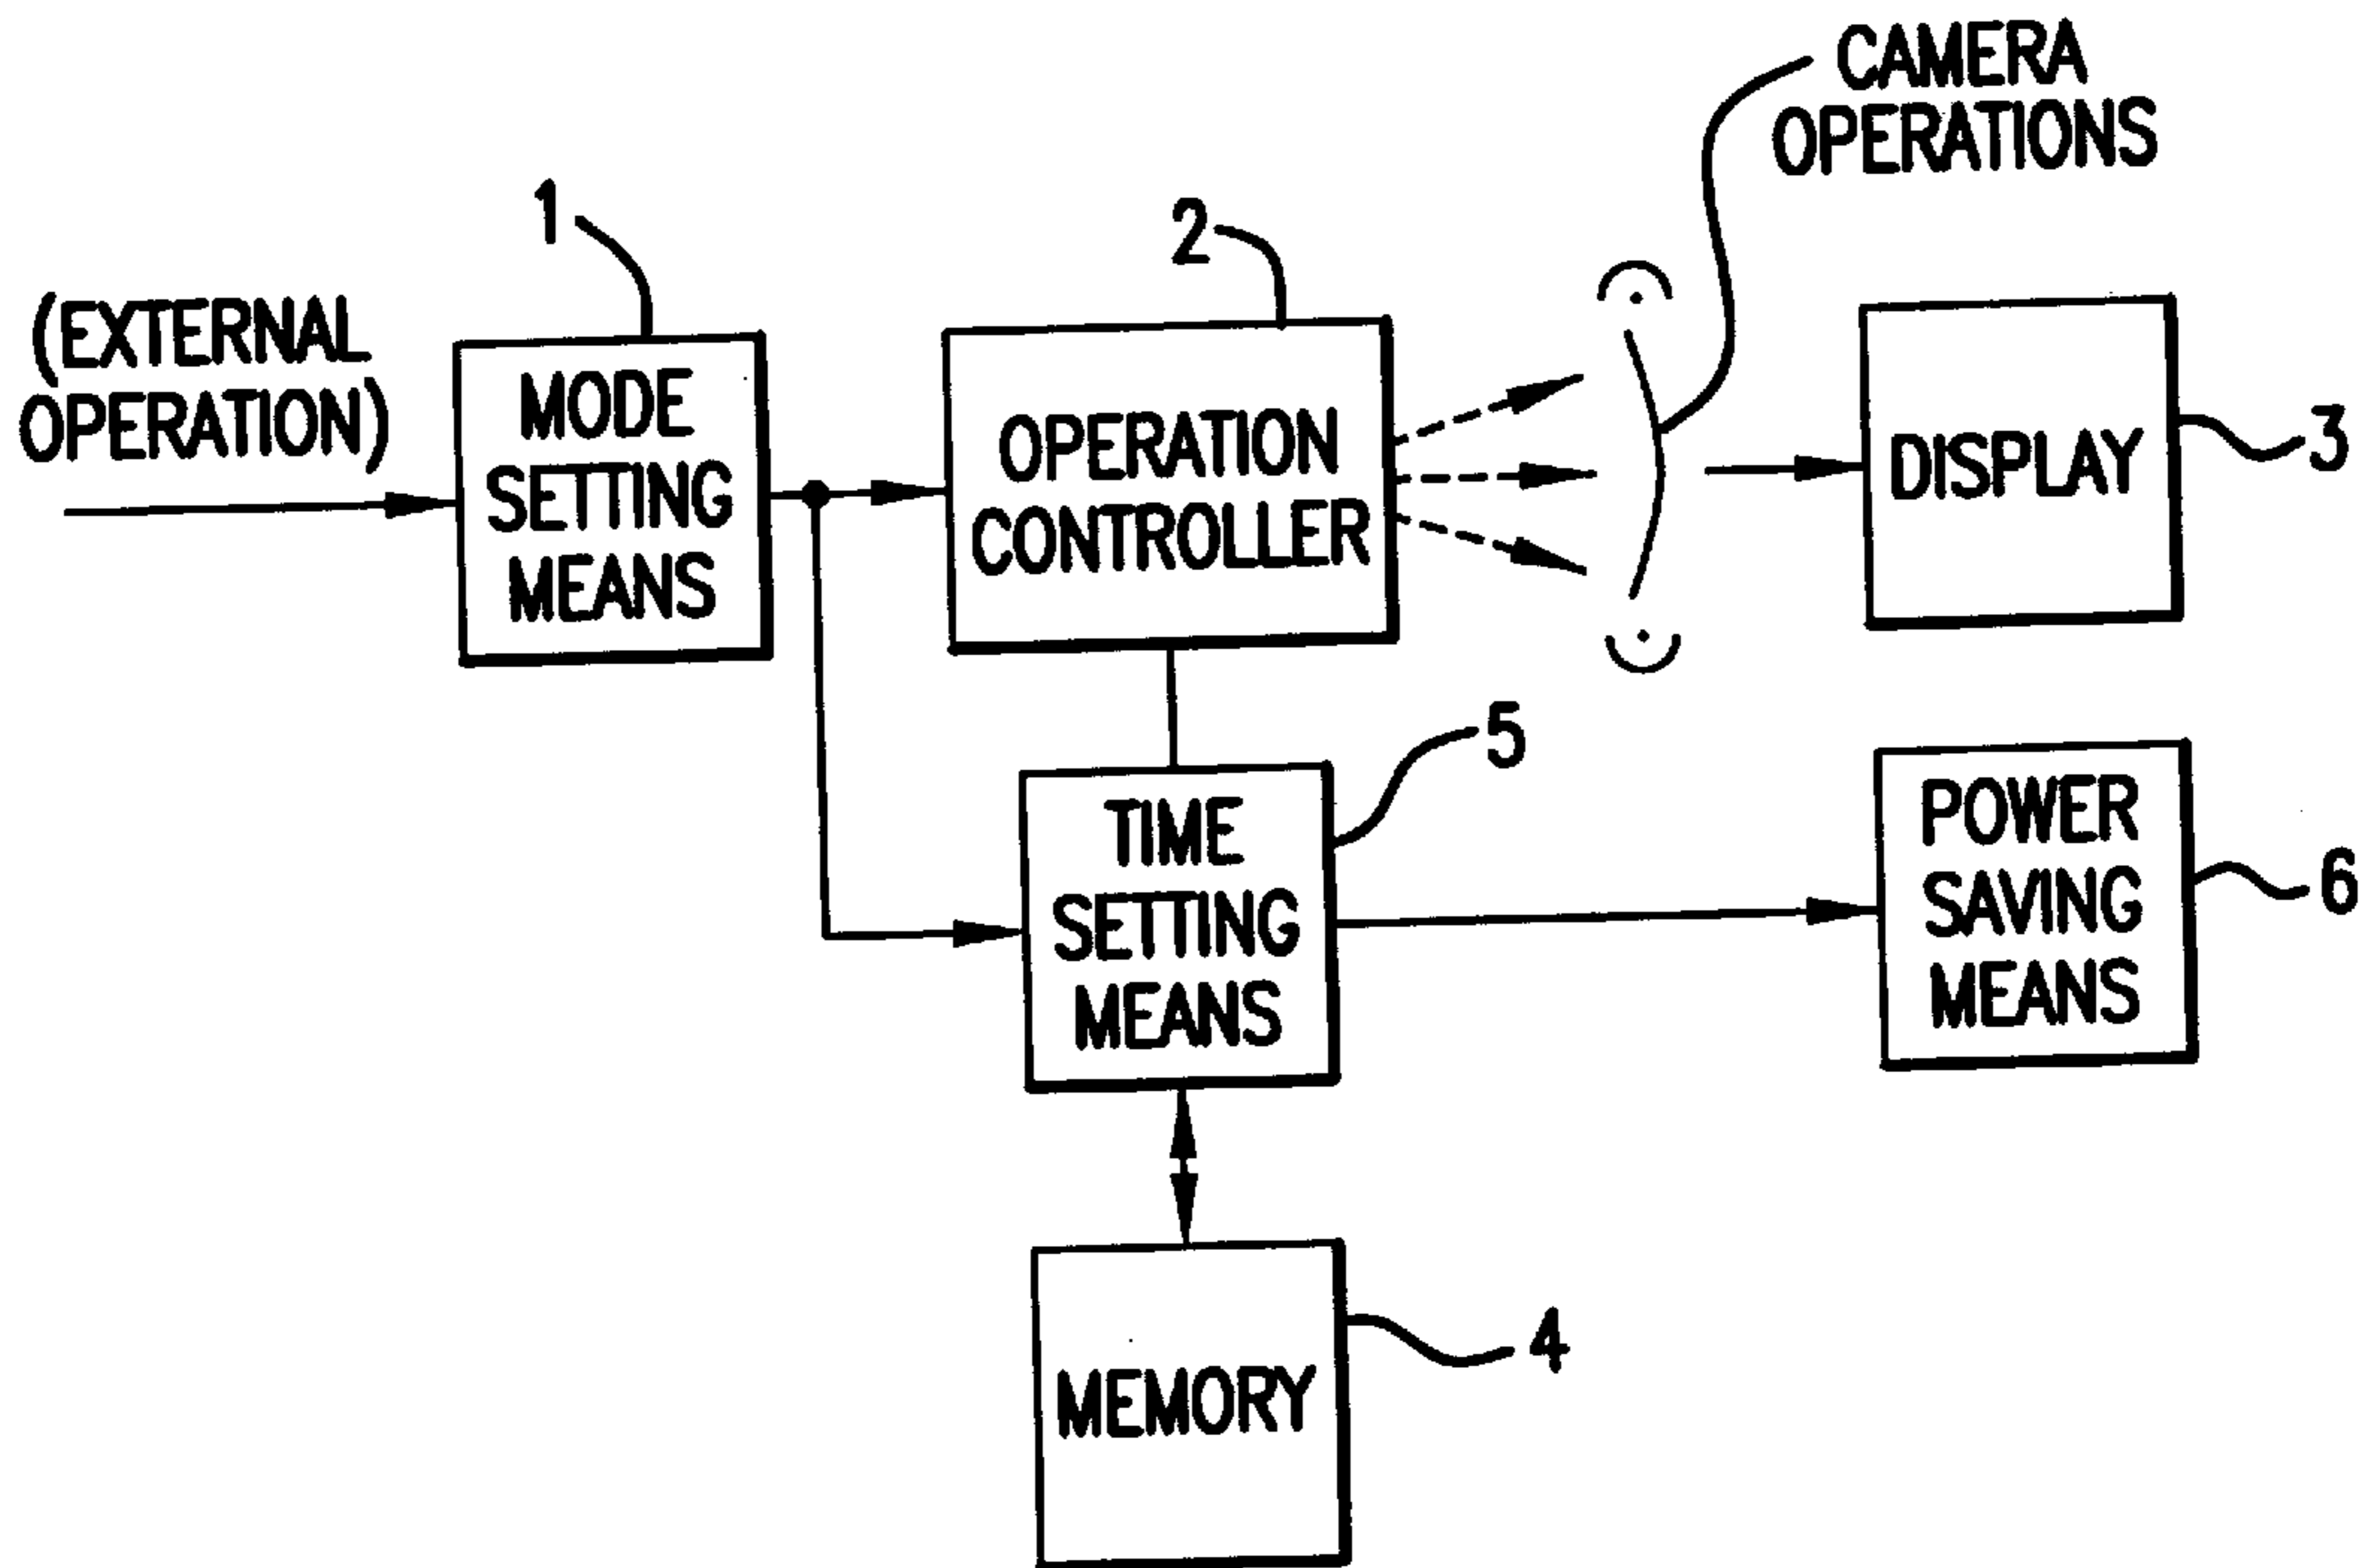 CAMERA
OPERATIONS
1
2
(EXTERNAL
OPERATION)
MODE
SETTING
MEANS
OPERATION
CONTROLLER
DISPLAY
3
5
TIME
SETTING
MEANS
POWER
SAVING
MEANS
6
4
MEMORY